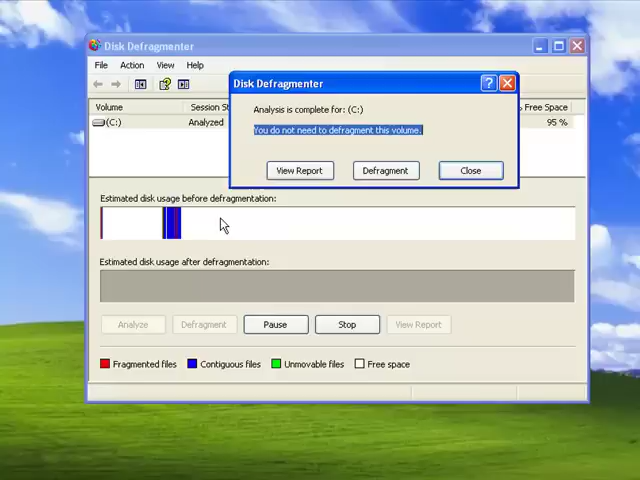 Disk Defragmenter
File Action View Help
Disk Defragmenter
Analysis is complete for: (C:)
You do not need to defragment this volume.
View Report Defragment Close
Volume Session St % Free Space
(C:) Analyzed 95 %
Estimated disk usage before defragmentation:
Estimated disk usage after defragmentation:
Analyze Defragment Pause Stop View Report
Fragmented files Contiguous files Unmovable files Free space